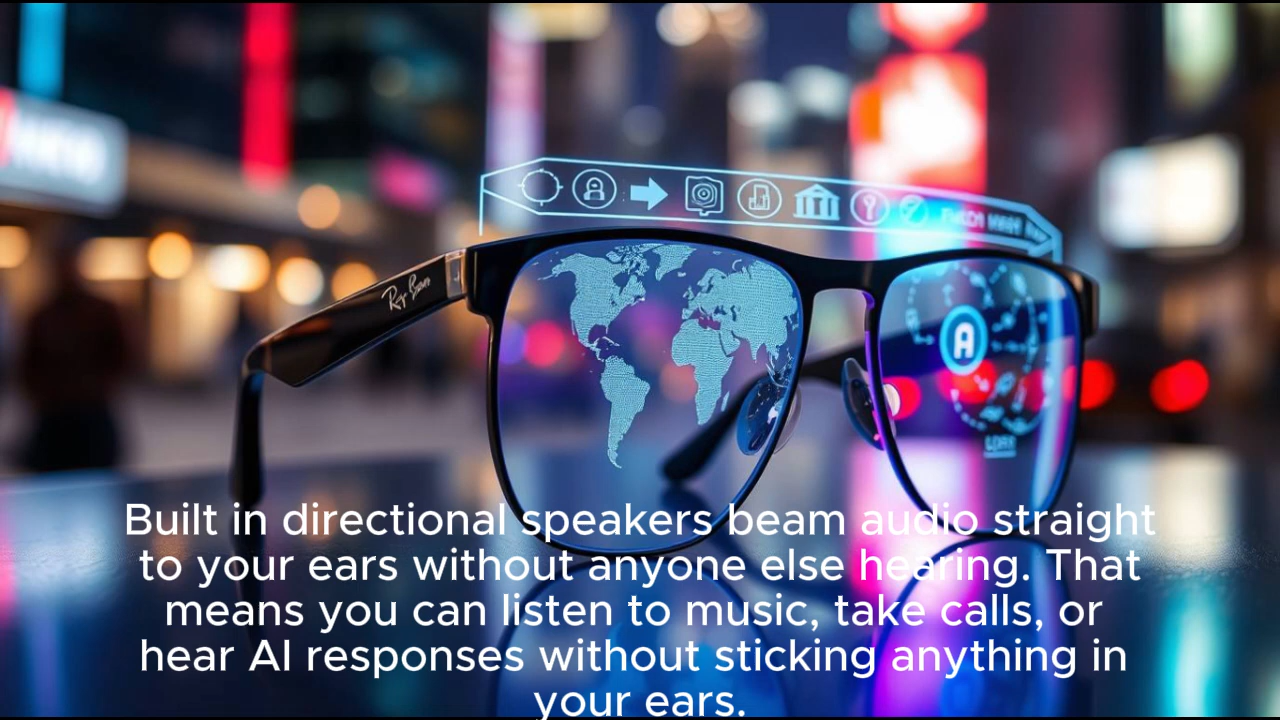 Ray Ban
A
Built in directional speakers beam audio straight
to your ears without anyone else hearing. That
means you can listen to music, take calls, or
hear AI responses without sticking anything in
your ears.